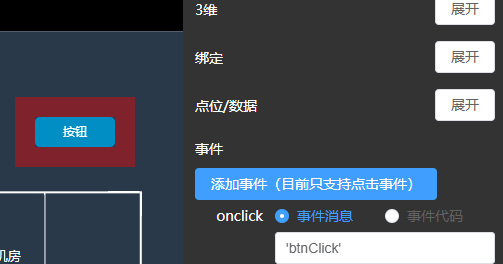 3维
展开
绑定
展开
按钮
点位/数据
展开
事件
添加事件（目前只支持点击事件）
onclick 事件消息 事件代码
'btnClick'
机房